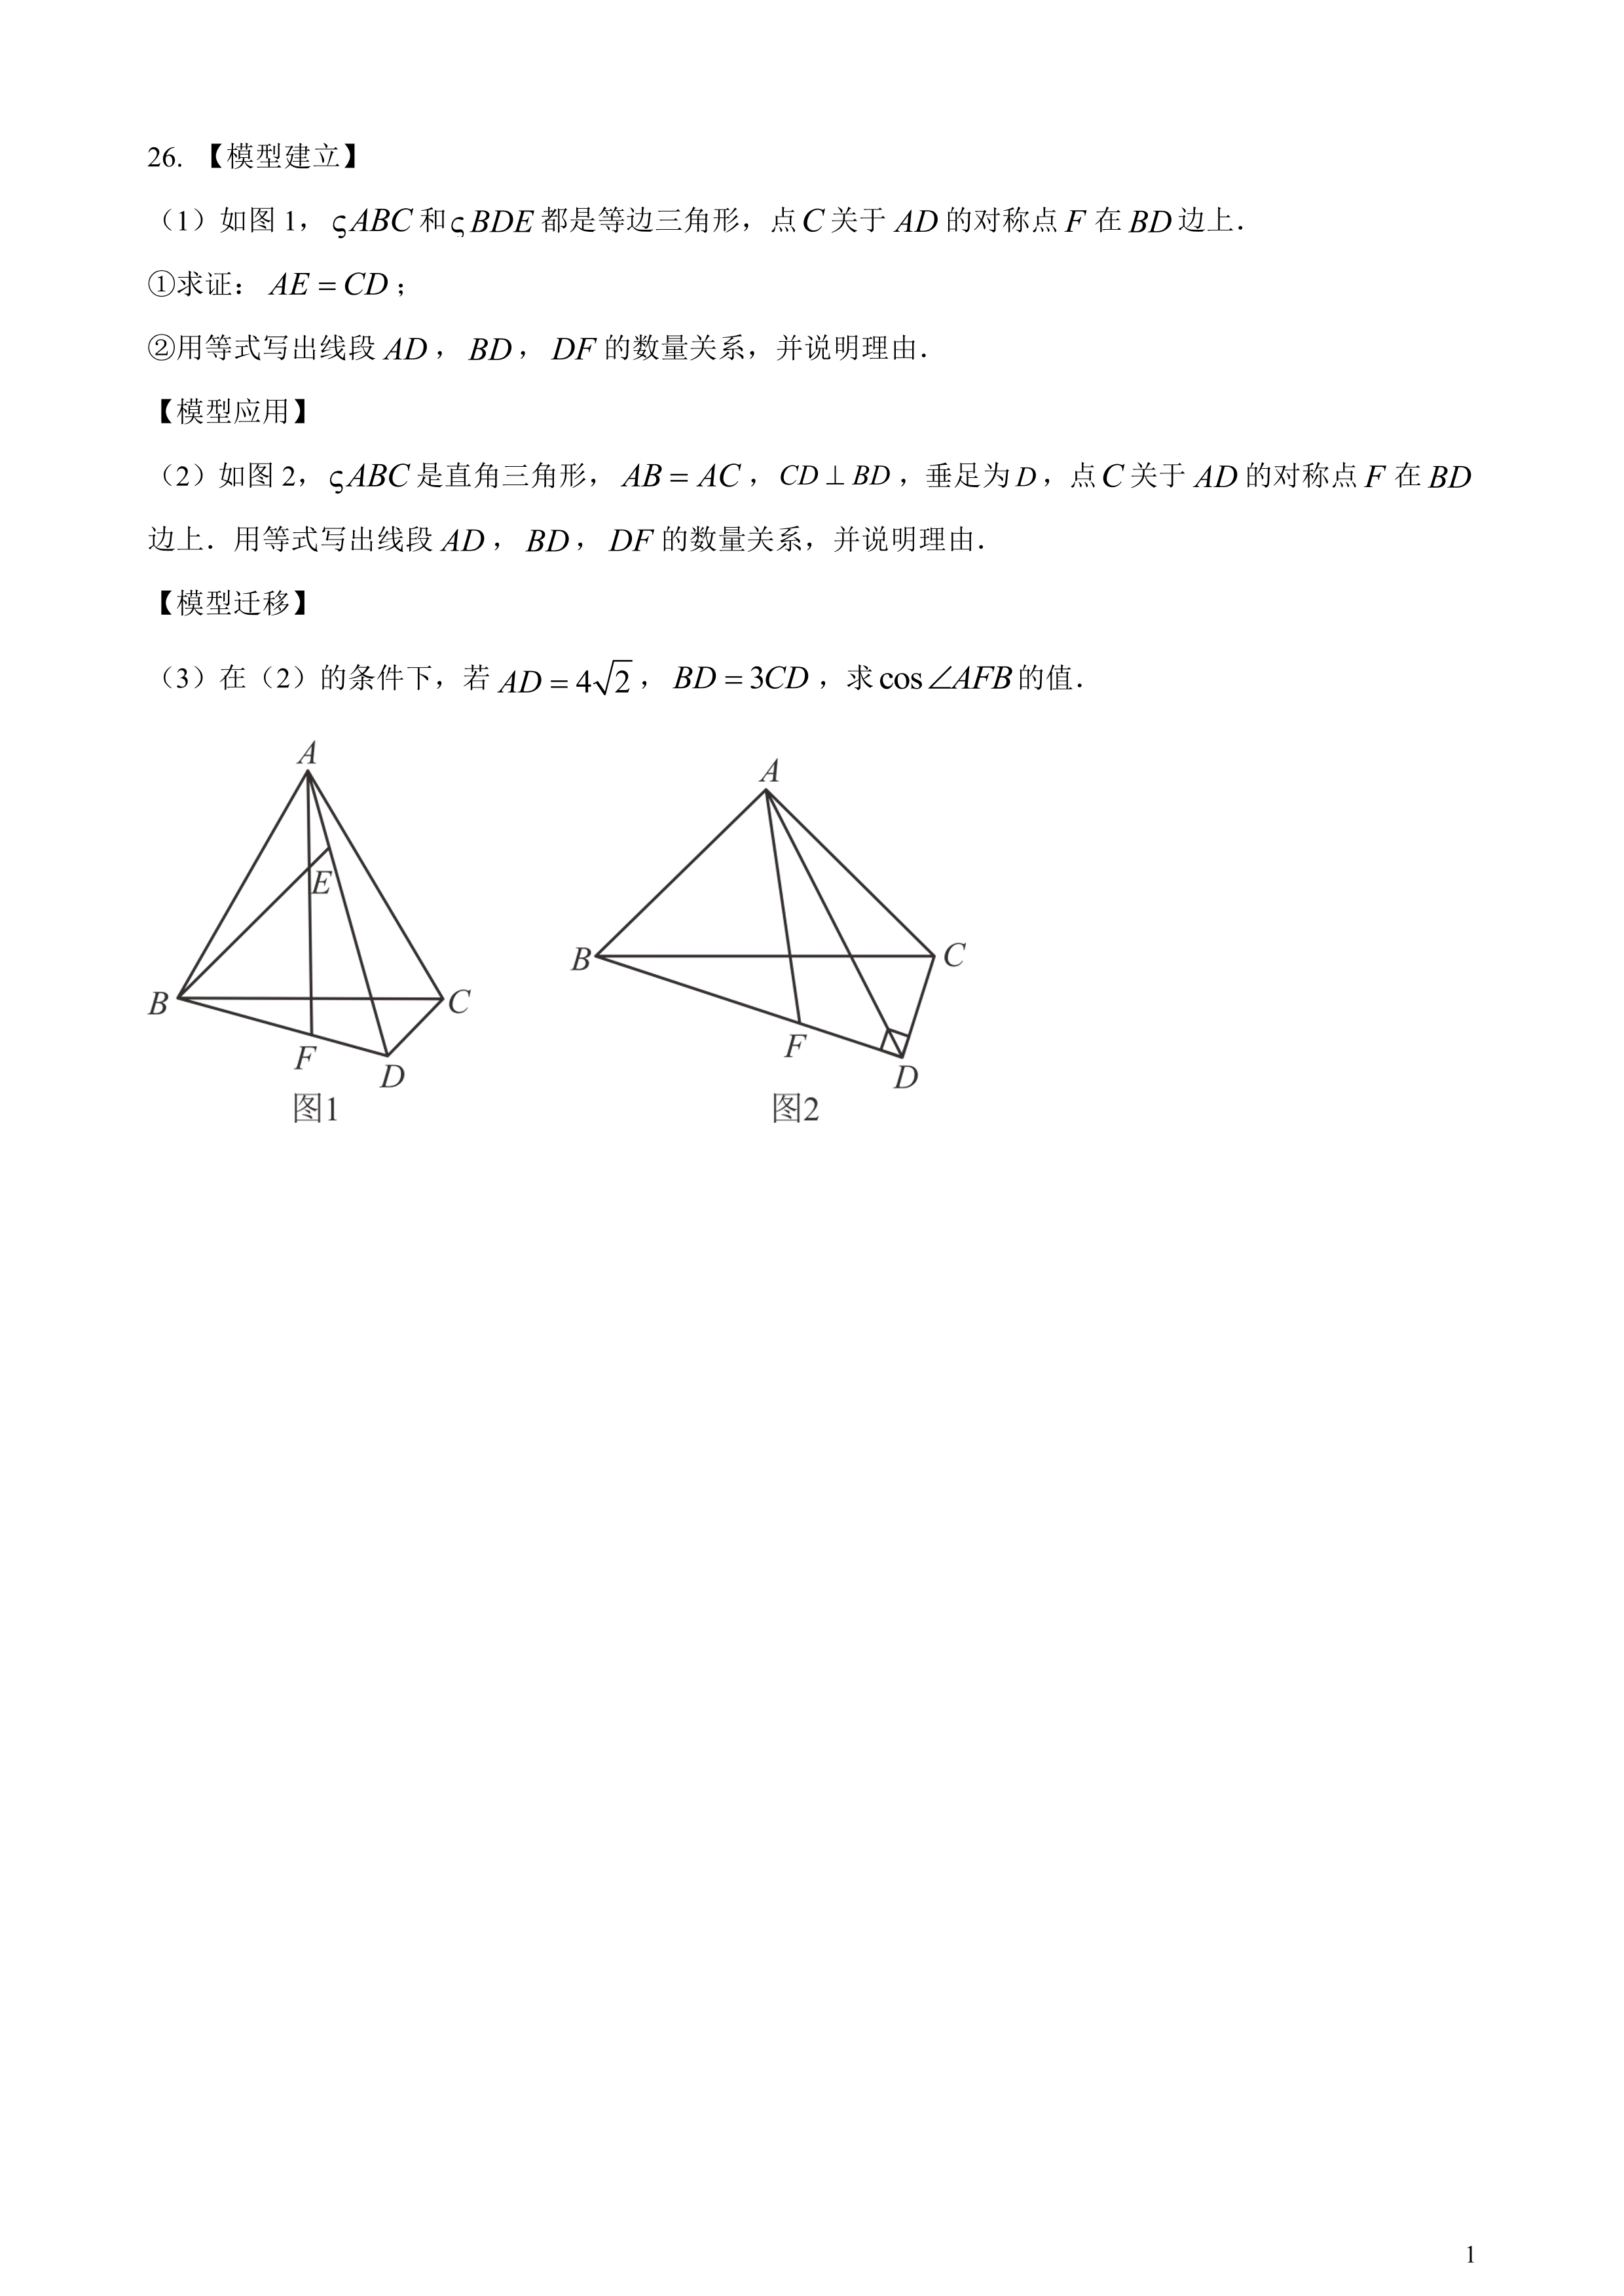 26. 【模型建立】
（1）如图 1，ςABC 和 ςBDE 都是等边三角形，点 C 关于 AD 的对称点 F 在 BD 边上．
①求证：AE = CD；
②用等式写出线段 AD，BD，DF 的数量关系，并说明理由．
【模型应用】
（2）如图 2，ςABC 是直角三角形，AB = AC，CD ⊥ BD，垂足为 D，点 C 关于 AD 的对称点 F 在 BD
边上．用等式写出线段 AD，BD，DF 的数量关系，并说明理由．
【模型迁移】
（3）在（2）的条件下，若 AD = 4√2，BD = 3CD，求 cos∠AFB 的值．
A
E
B
C
F
D
图1
A
B
C
F
D
图2
1